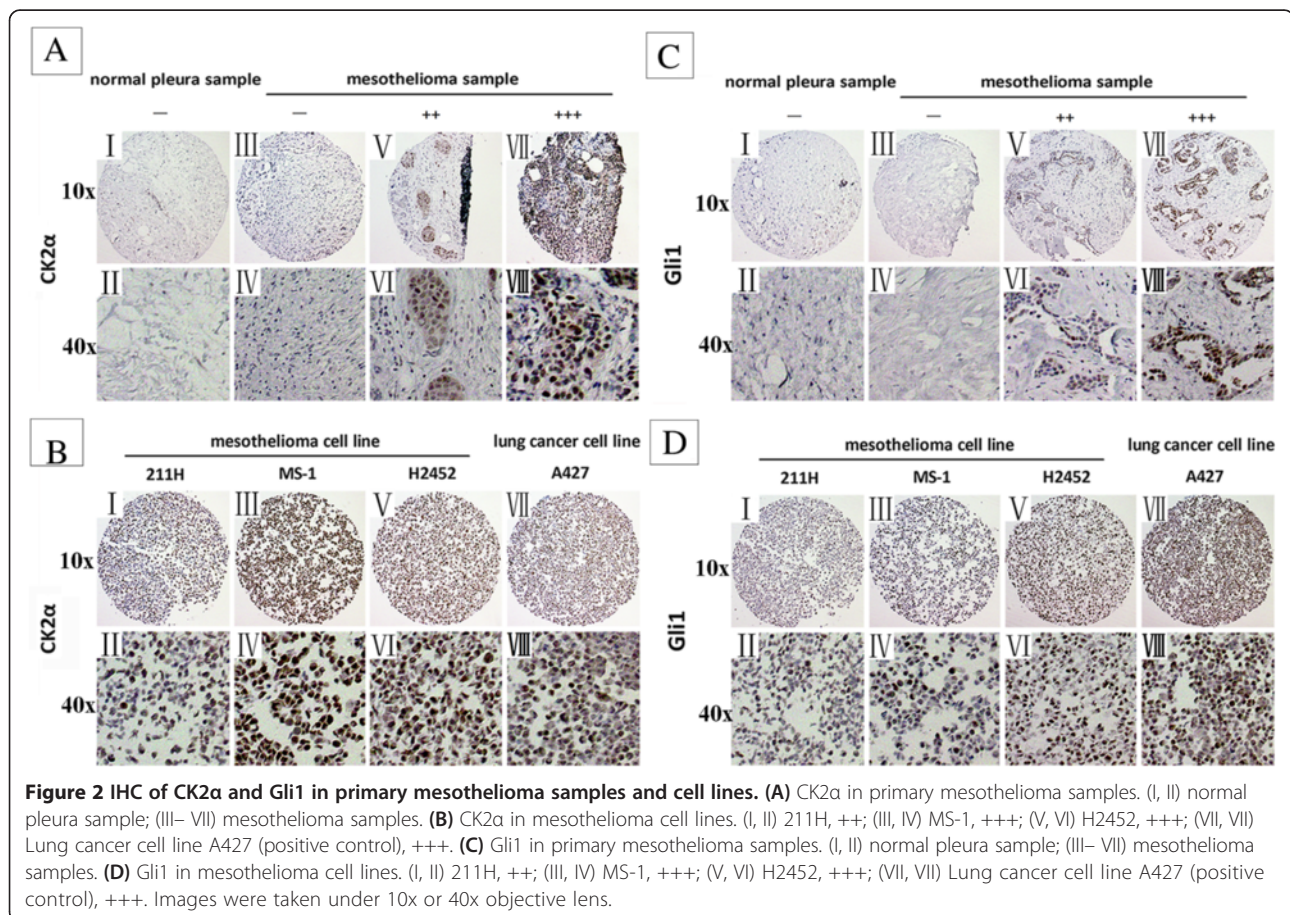 A
normal pleura sample mesothelioma sample
— — ++ +++
I III V VII
10x
CK2α
II IV VI VIII
40x
B
mesothelioma cell line lung cancer cell line
211H MS-1 H2452 A427
I III V VII
10x
CK2α
II IV VI VIII
40x
C
normal pleura sample mesothelioma sample
— — ++ +++
I III V VII
10x
Gli1
II IV VI VIII
40x
D
mesothelioma cell line lung cancer cell line
211H MS-1 H2452 A427
I III V VII
10x
Gli1
II IV VI VIII
40x
Figure 2 IHC of CK2α and Gli1 in primary mesothelioma samples and cell lines. (A) CK2α in primary mesothelioma samples. (I, II) normal
pleura sample; (III– VII) mesothelioma samples. (B) CK2α in mesothelioma cell lines. (I, II) 211H, ++; (III, IV) MS-1, +++; (V, VI) H2452, +++; (VII, VII)
Lung cancer cell line A427 (positive control), +++. (C) Gli1 in primary mesothelioma samples. (I, II) normal pleura sample; (III– VII) mesothelioma
samples. (D) Gli1 in mesothelioma cell lines. (I, II) 211H, ++; (III, IV) MS-1, +++; (V, VI) H2452, +++; (VII, VII) Lung cancer cell line A427 (positive
control), +++. Images were taken under 10x or 40x objective lens.